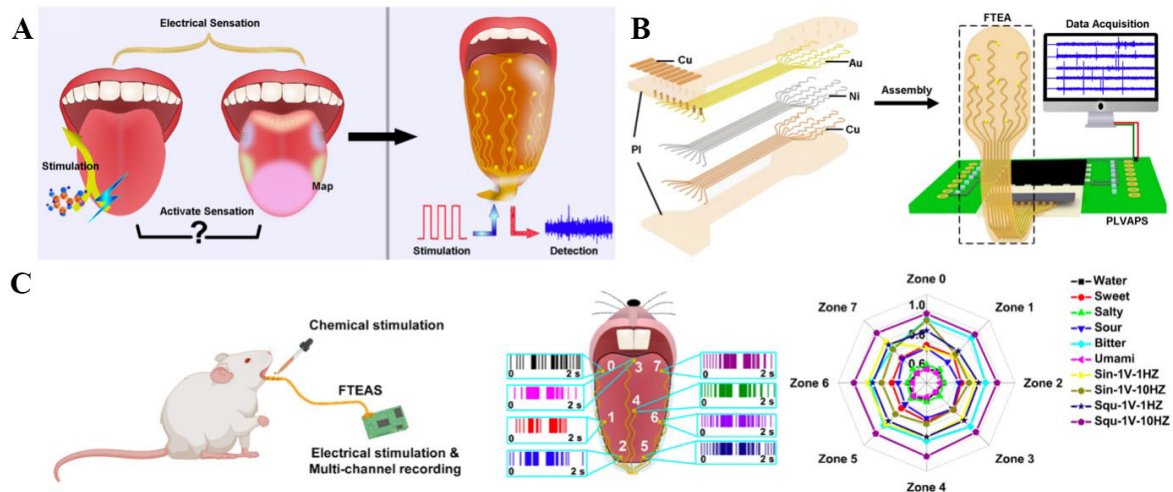 A
Electrical Sensation
Stimulation
Map
Activate Sensation
?
Stimulation
Detection
B
Cu
Au
Ni
Cu
PI
Assembly
FTEA
Data Acquisition
PLVAPS
C
Chemical stimulation
FTEAS
Electrical stimulation &
Multi-channel recording
0 2 s
0 2 s
0 2 s
0 2 s
0 3 7
4
1 6
2 5
0 2 s
0 2 s
0 2 s
0 2 s
Zone 0
Zone 7
Zone 1
Zone 6
Zone 2
Zone 5
Zone 3
Zone 4
1.0
0.8
0.6
Water
Sweet
Salty
Sour
Bitter
Umami
Sin-1V-1HZ
Sin-1V-10HZ
Squ-1V-1HZ
Squ-1V-10HZ